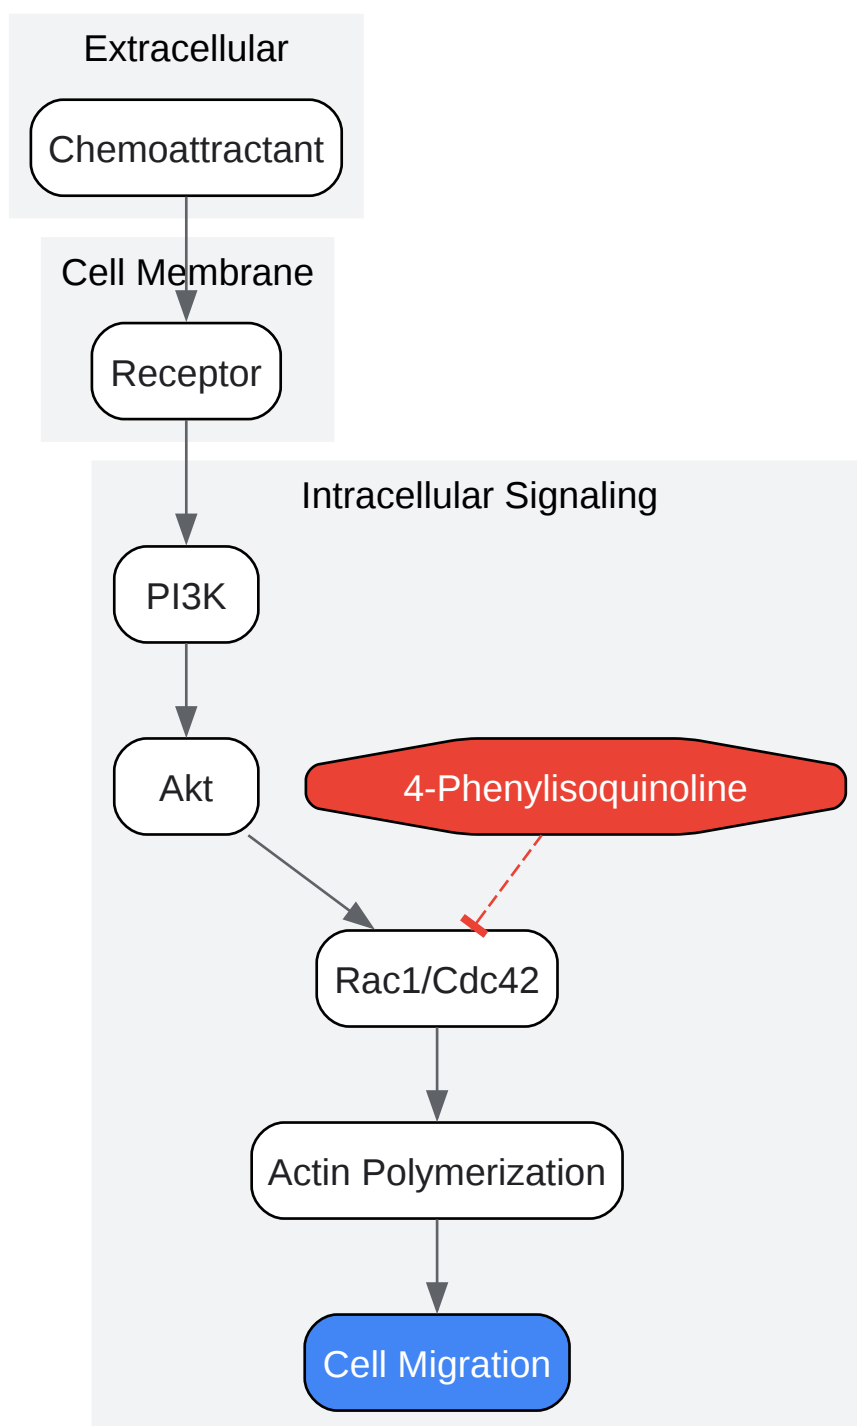 Extracellular
Chemoattractant
Cell Membrane
Receptor
Intracellular Signaling
PI3K
Akt
4-Phenylisoquinoline
Rac1/Cdc42
Actin Polymerization
Cell Migration